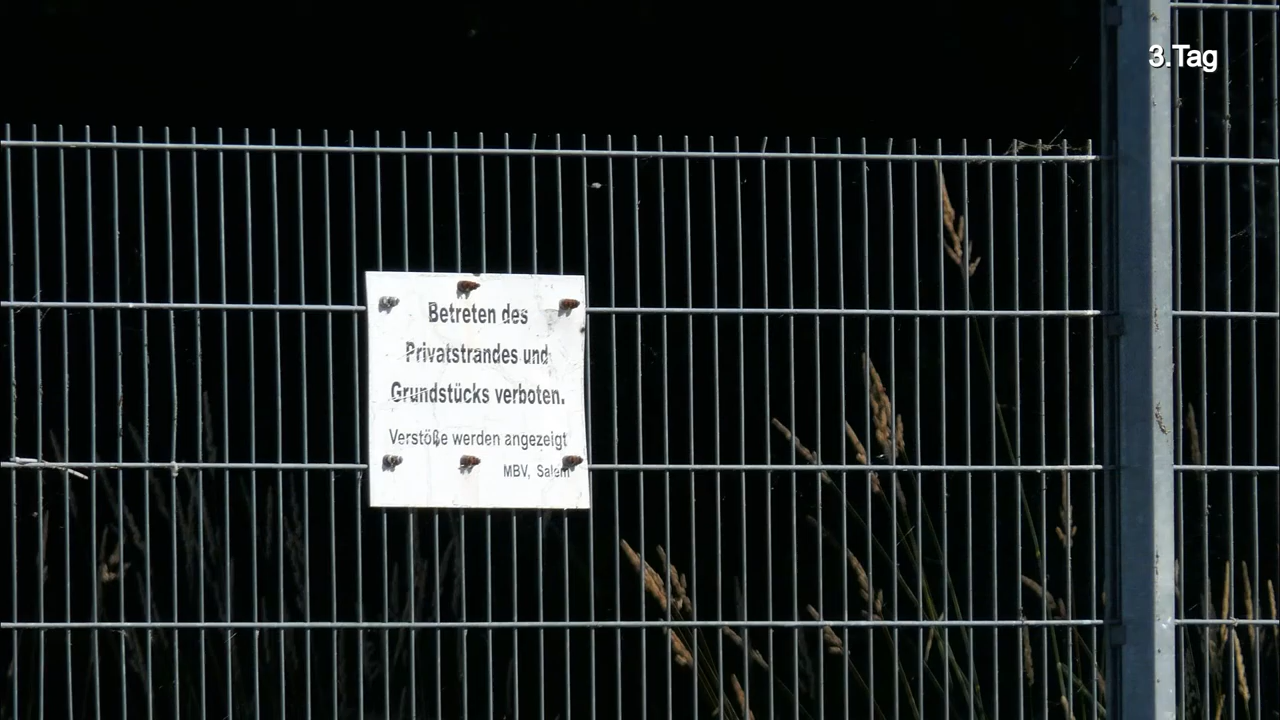 3.Tag
Betreten des
Privatstrandes und
Grundstücks verboten.
Verstöße werden angezeigt
MBV, Salem